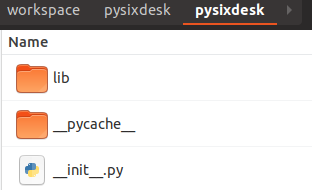 workspace pysixdesk pysixdesk
Name
lib
__pycache__
__init__.py